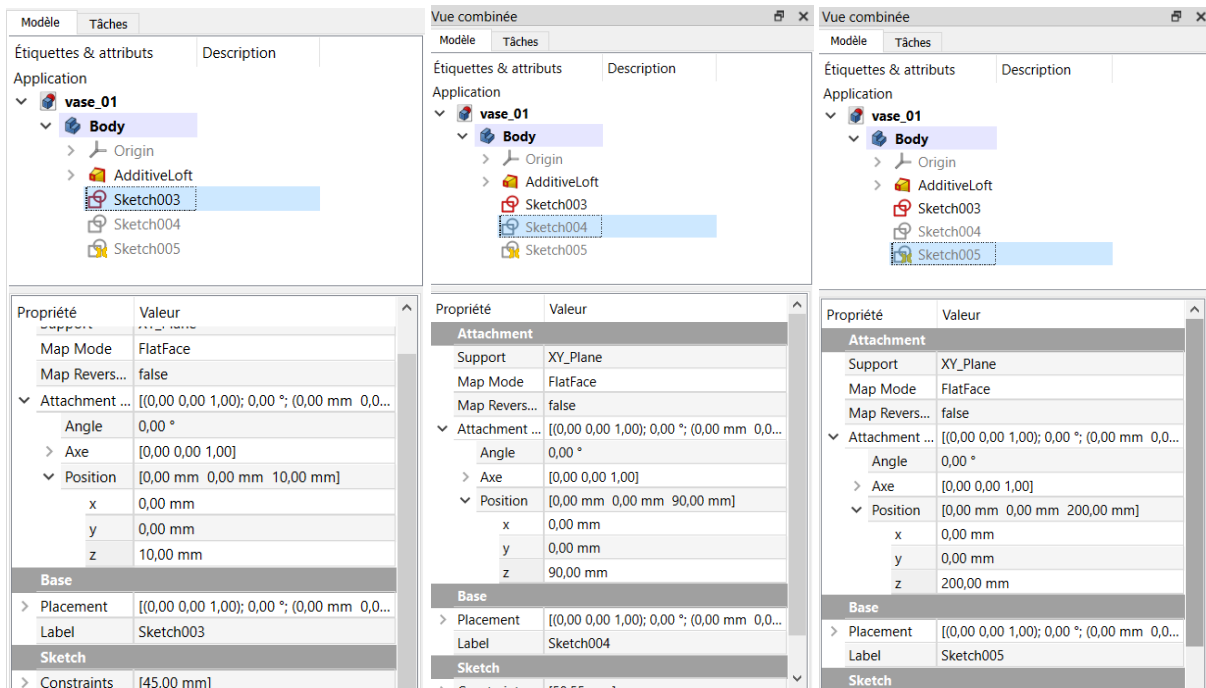 Modèle Tâches
Étiquettes & attributs Description
Application
vase_01
Body
Origin
AdditiveLoft
Sketch003
Sketch004
Sketch005
Propriété Valeur
Support XY_Plane
Map Mode FlatFace
Map Revers... false
Attachment ... [(0,00 0,00 1,00); 0,00 °; (0,00 mm 0,0...
Angle 0,00 °
Axe [0,00 0,00 1,00]
Position [0,00 mm 0,00 mm 10,00 mm]
x 0,00 mm
y 0,00 mm
z 10,00 mm
Base
Placement [(0,00 0,00 1,00); 0,00 °; (0,00 mm 0,0...
Label Sketch003
Sketch
Constraints [45,00 mm]
Vue combinée
Modèle Tâches
Étiquettes & attributs Description
Application
vase_01
Body
Origin
AdditiveLoft
Sketch003
Sketch004
Sketch005
Propriété Valeur
Attachment
Support XY_Plane
Map Mode FlatFace
Map Revers... false
Attachment ... [(0,00 0,00 1,00); 0,00 °; (0,00 mm 0,0...
Angle 0,00 °
Axe [0,00 0,00 1,00]
Position [0,00 mm 0,00 mm 90,00 mm]
x 0,00 mm
y 0,00 mm
z 90,00 mm
Base
Placement [(0,00 0,00 1,00); 0,00 °; (0,00 mm 0,0...
Label Sketch004
Sketch
Vue combinée
Modèle Tâches
Étiquettes & attributs Description
Application
vase_01
Body
Origin
AdditiveLoft
Sketch003
Sketch004
Sketch005
Propriété Valeur
Attachment
Support XY_Plane
Map Mode FlatFace
Map Revers... false
Attachment ... [(0,00 0,00 1,00); 0,00 °; (0,00 mm 0,0...
Angle 0,00 °
Axe [0,00 0,00 1,00]
Position [0,00 mm 0,00 mm 200,00 mm]
x 0,00 mm
y 0,00 mm
z 200,00 mm
Base
Placement [(0,00 0,00 1,00); 0,00 °; (0,00 mm 0,0...
Label Sketch005
Sketch